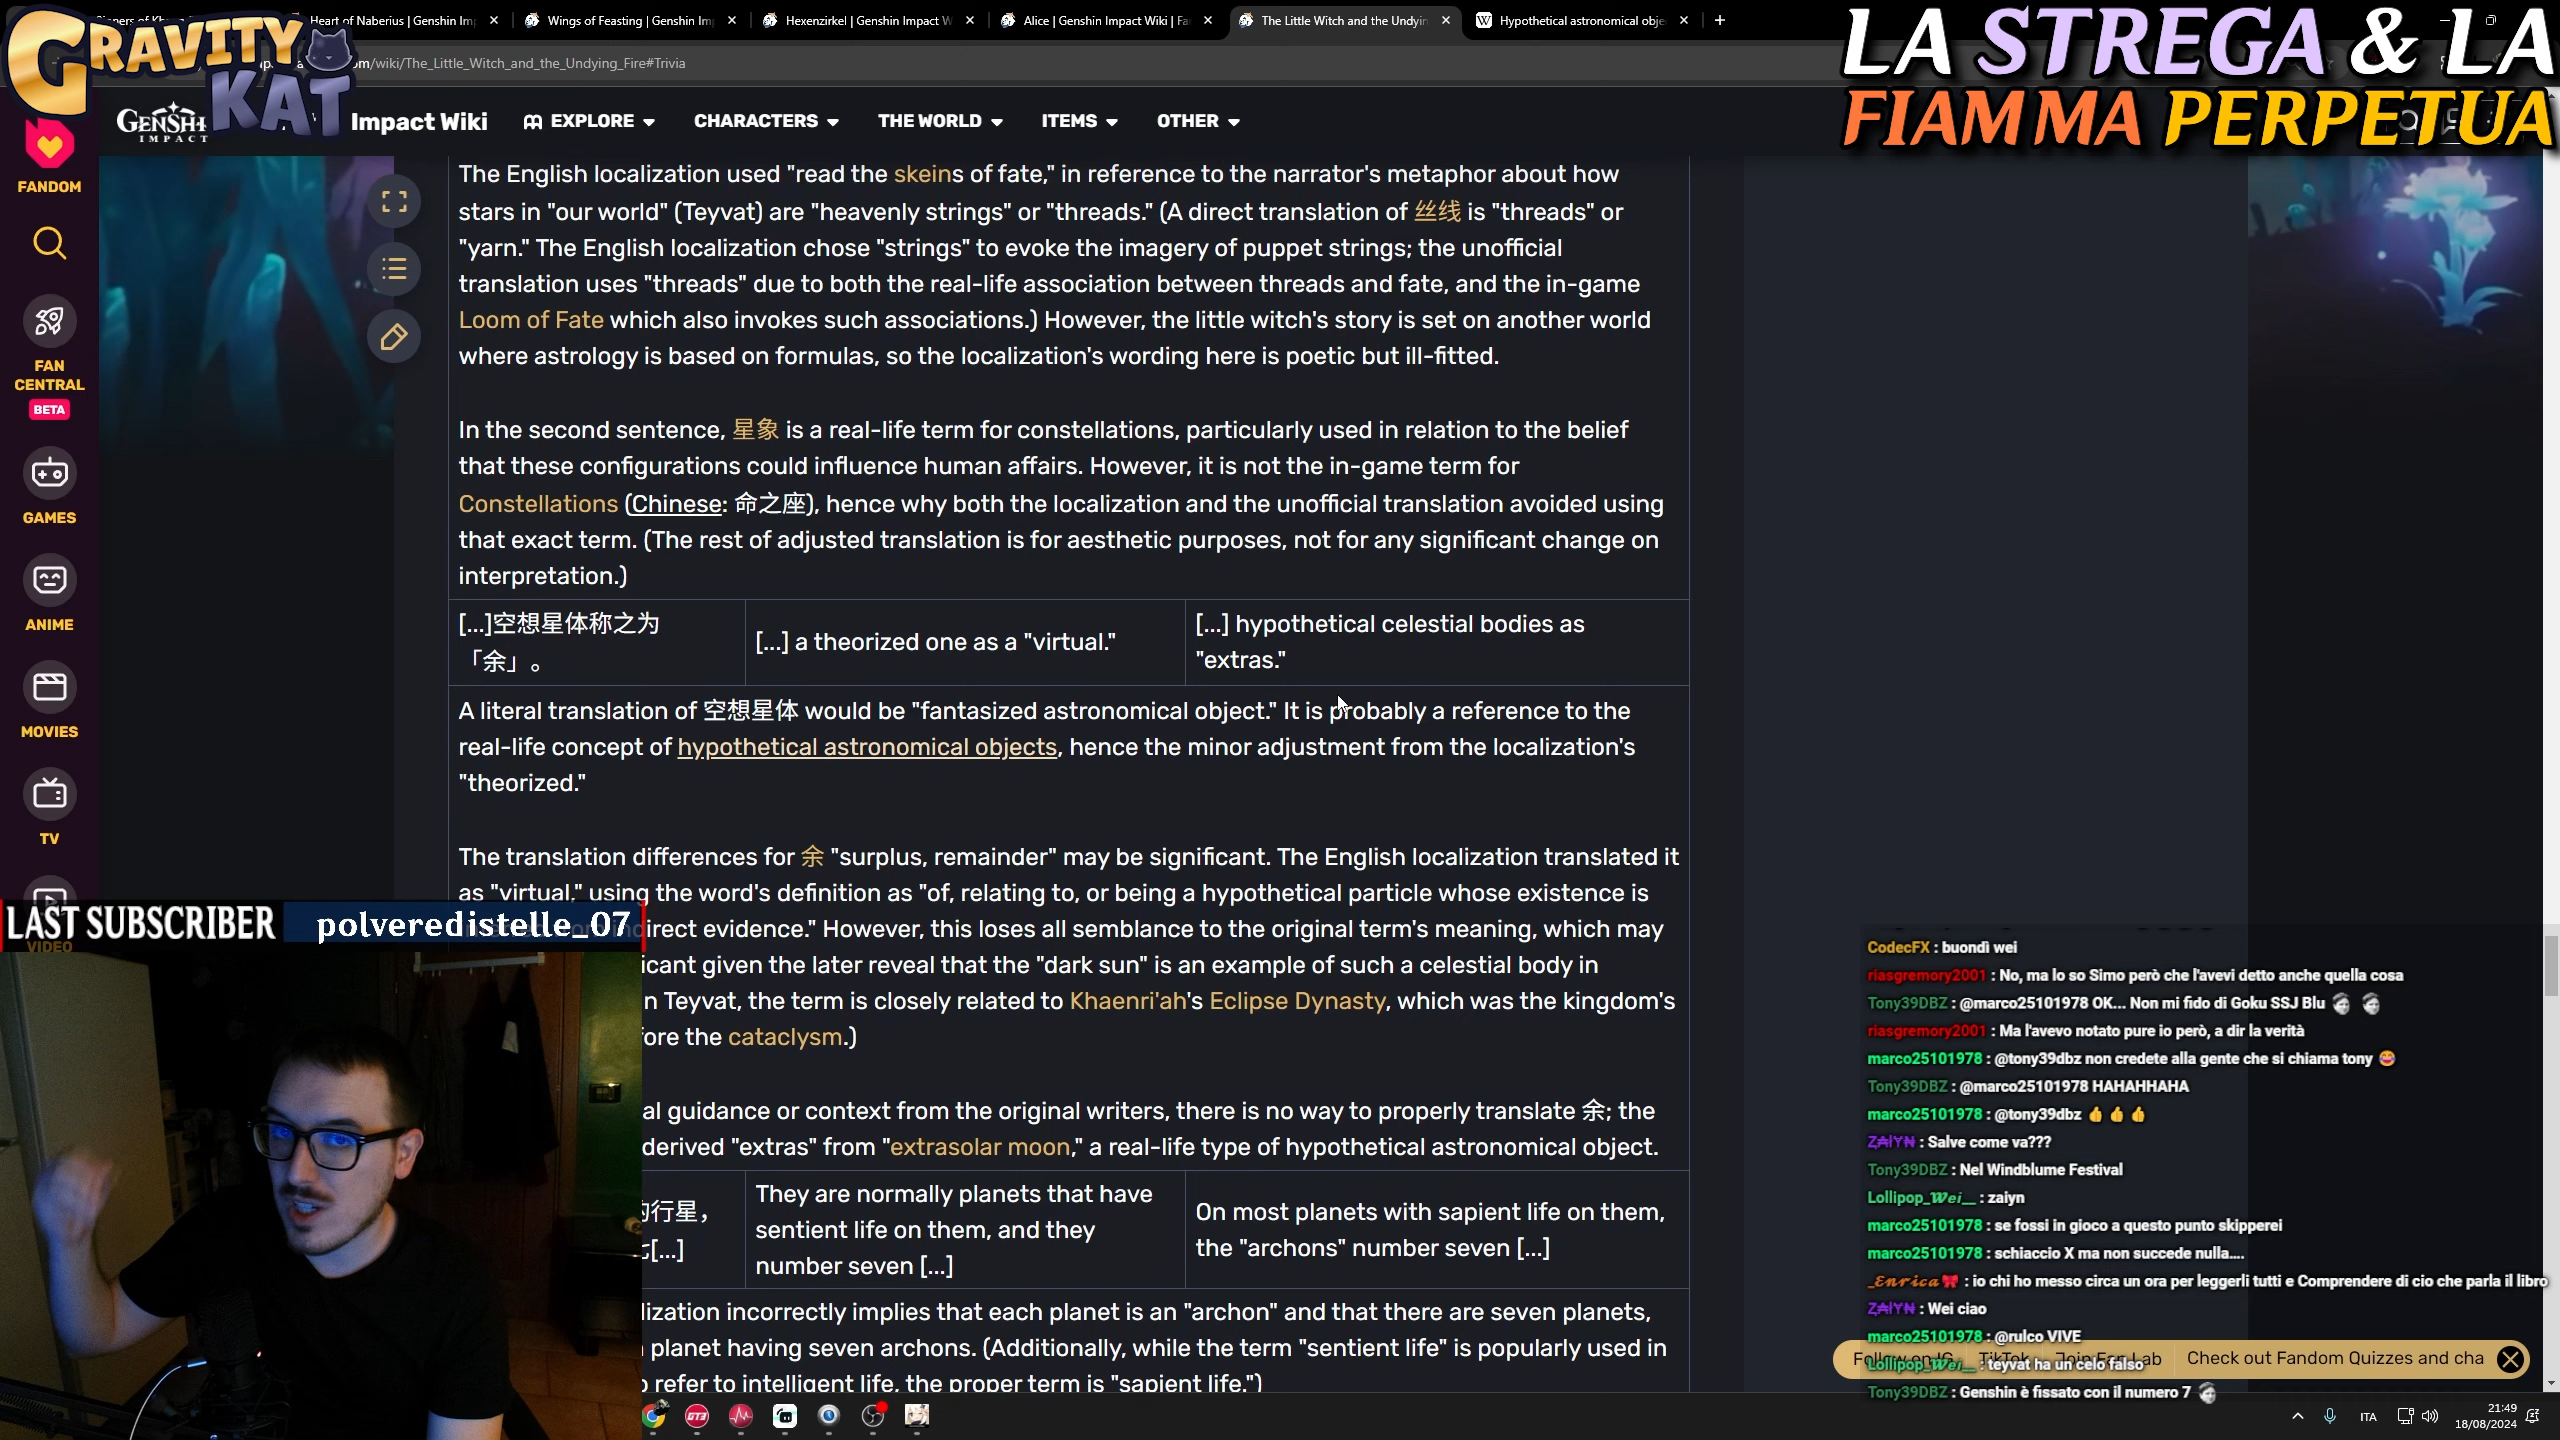 Heart of Naberius | Genshin Im
Wings of Feasting | Genshin Im
Hexenzirkel | Genshin Impact W
Alice | Genshin Impact Wiki | Fa
The Little Witch and the Undyin
Hypothetical astronomical obje
om/wiki/The_Little_Witch_and_the_Undying_Fire#Trivia
GRAVITY
KAT
LA STREGA & LA
FIAMMA PERPETUA
GENSHI
IMPACT
Impact Wiki
EXPLORE
CHARACTERS
THE WORLD
ITEMS
OTHER
FANDOM
FAN
CENTRAL
BETA
GAMES
ANIME
MOVIES
TV
VIDEO
The English localization used "read the skeins of fate," in reference to the narrator's metaphor about how
stars in "our world" (Teyvat) are "heavenly strings" or "threads." (A direct translation of 丝线 is "threads" or
"yarn." The English localization chose "strings" to evoke the imagery of puppet strings; the unofficial
translation uses "threads" due to both the real-life association between threads and fate, and the in-game
Loom of Fate which also invokes such associations.) However, the little witch's story is set on another world
where astrology is based on formulas, so the localization's wording here is poetic but ill-fitted.
In the second sentence, 星象 is a real-life term for constellations, particularly used in relation to the belief
that these configurations could influence human affairs. However, it is not the in-game term for
Constellations (Chinese: 命之座), hence why both the localization and the unofficial translation avoided using
that exact term. (The rest of adjusted translation is for aesthetic purposes, not for any significant change on
interpretation.)
[...]空想星体称之为
「余」。
[...] a theorized one as a "virtual."
[...] hypothetical celestial bodies as
"extras."
A literal translation of 空想星体 would be "fantasized astronomical object." It is probably a reference to the
real-life concept of hypothetical astronomical objects, hence the minor adjustment from the localization's
"theorized."
The translation differences for 余 "surplus, remainder" may be significant. The English localization translated it
as "virtual," using the word's definition as "of, relating to, or being a hypothetical particle whose existence is
direct evidence." However, this loses all semblance to the original term's meaning, which may
icant given the later reveal that the "dark sun" is an example of such a celestial body in
n Teyvat, the term is closely related to Khaenri'ah's Eclipse Dynasty, which was the kingdom's
fore the cataclysm.)
al guidance or context from the original writers, there is no way to properly translate 余; the
derived "extras" from "extrasolar moon," a real-life type of hypothetical astronomical object.
的行星，
七[...]
They are normally planets that have
sentient life on them, and they
number seven [...]
On most planets with sapient life on them,
the "archons" number seven [...]
lization incorrectly implies that each planet is an "archon" and that there are seven planets,
planet having seven archons. (Additionally, while the term "sentient life" is popularly used in
o refer to intelligent life, the proper term is "sapient life.")
LAST SUBSCRIBER polveredistelle_07
CodecFX : buondì wei
riasgremory2001 : No, ma lo so Simo però che l'avevi detto anche quella cosa
Tony39DBZ : @marco25101978 OK... Non mi fido di Goku SSJ Blu
riasgremory2001 : Ma l'avevo notato pure io però, a dir la verità
marco25101978 : @tony39dbz non credete alla gente che si chiama tony 😂
Tony39DBZ : @marco25101978 HAHAHHAHA
marco25101978 : @tony39dbz 👍 👍 👍
: Salve come va???
Tony39DBZ : Nel Windblume Festival
Lollipop_Wei__ : zaiyn
marco25101978 : se fossi in gioco a questo punto skipperei
marco25101978 : schiaccio X ma non succede nulla....
_Enrica🎀 : io chi ho messo circa un ora per leggerli tutti e Comprendere di cio che parla il libro
: Wei ciao
marco25101978 : @rulco VIVE
Lollipop_Wei__ : teyvat ha un celo falso
Tony39DBZ : Genshin è fissato con il numero 7
Follow on IG
TikTok
Join Fan Lab
Check out Fandom Quizzes and cha
GT3
ITA
21:49
18/08/2024